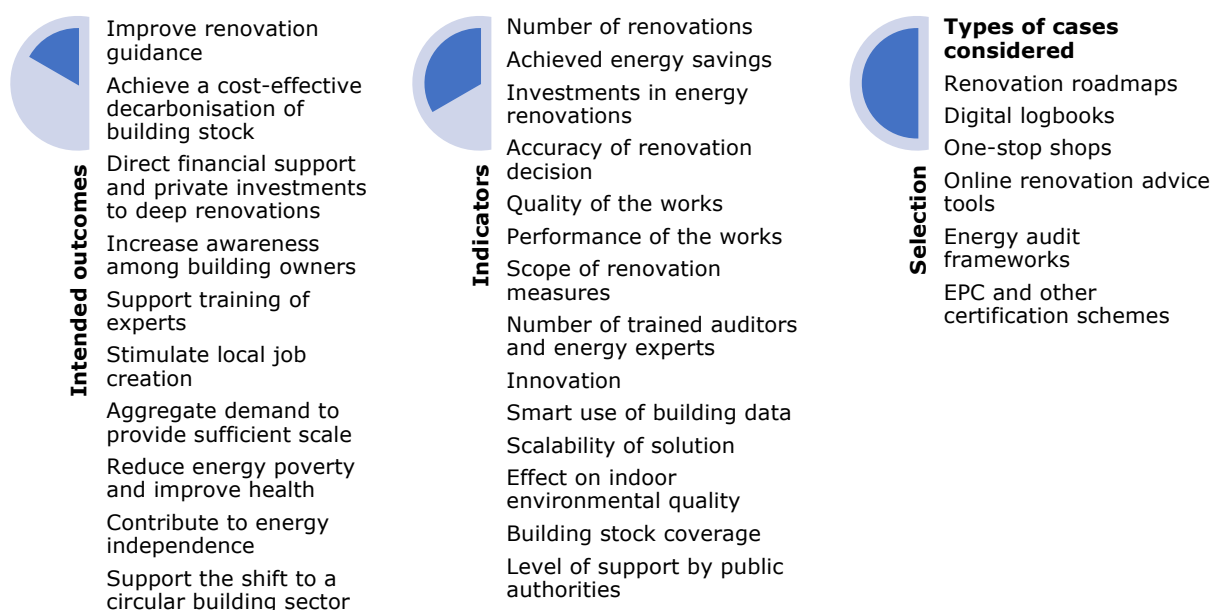 Intended outcomes
Improve renovation
guidance
Achieve a cost-effective
decarbonisation of
building stock
Direct financial support
and private investments
to deep renovations
Increase awareness
among building owners
Support training of
experts
Stimulate local job
creation
Aggregate demand to
provide sufficient scale
Reduce energy poverty
and improve health
Contribute to energy
independence
Support the shift to a
circular building sector
Indicators
Number of renovations
Achieved energy savings
Investments in energy
renovations
Accuracy of renovation
decision
Quality of the works
Performance of the works
Scope of renovation
measures
Number of trained auditors
and energy experts
Innovation
Smart use of building data
Scalability of solution
Effect on indoor
environmental quality
Building stock coverage
Level of support by public
authorities
Selection
Types of cases
considered
Renovation roadmaps
Digital logbooks
One-stop shops
Online renovation advice
tools
Energy audit
frameworks
EPC and other
certification schemes